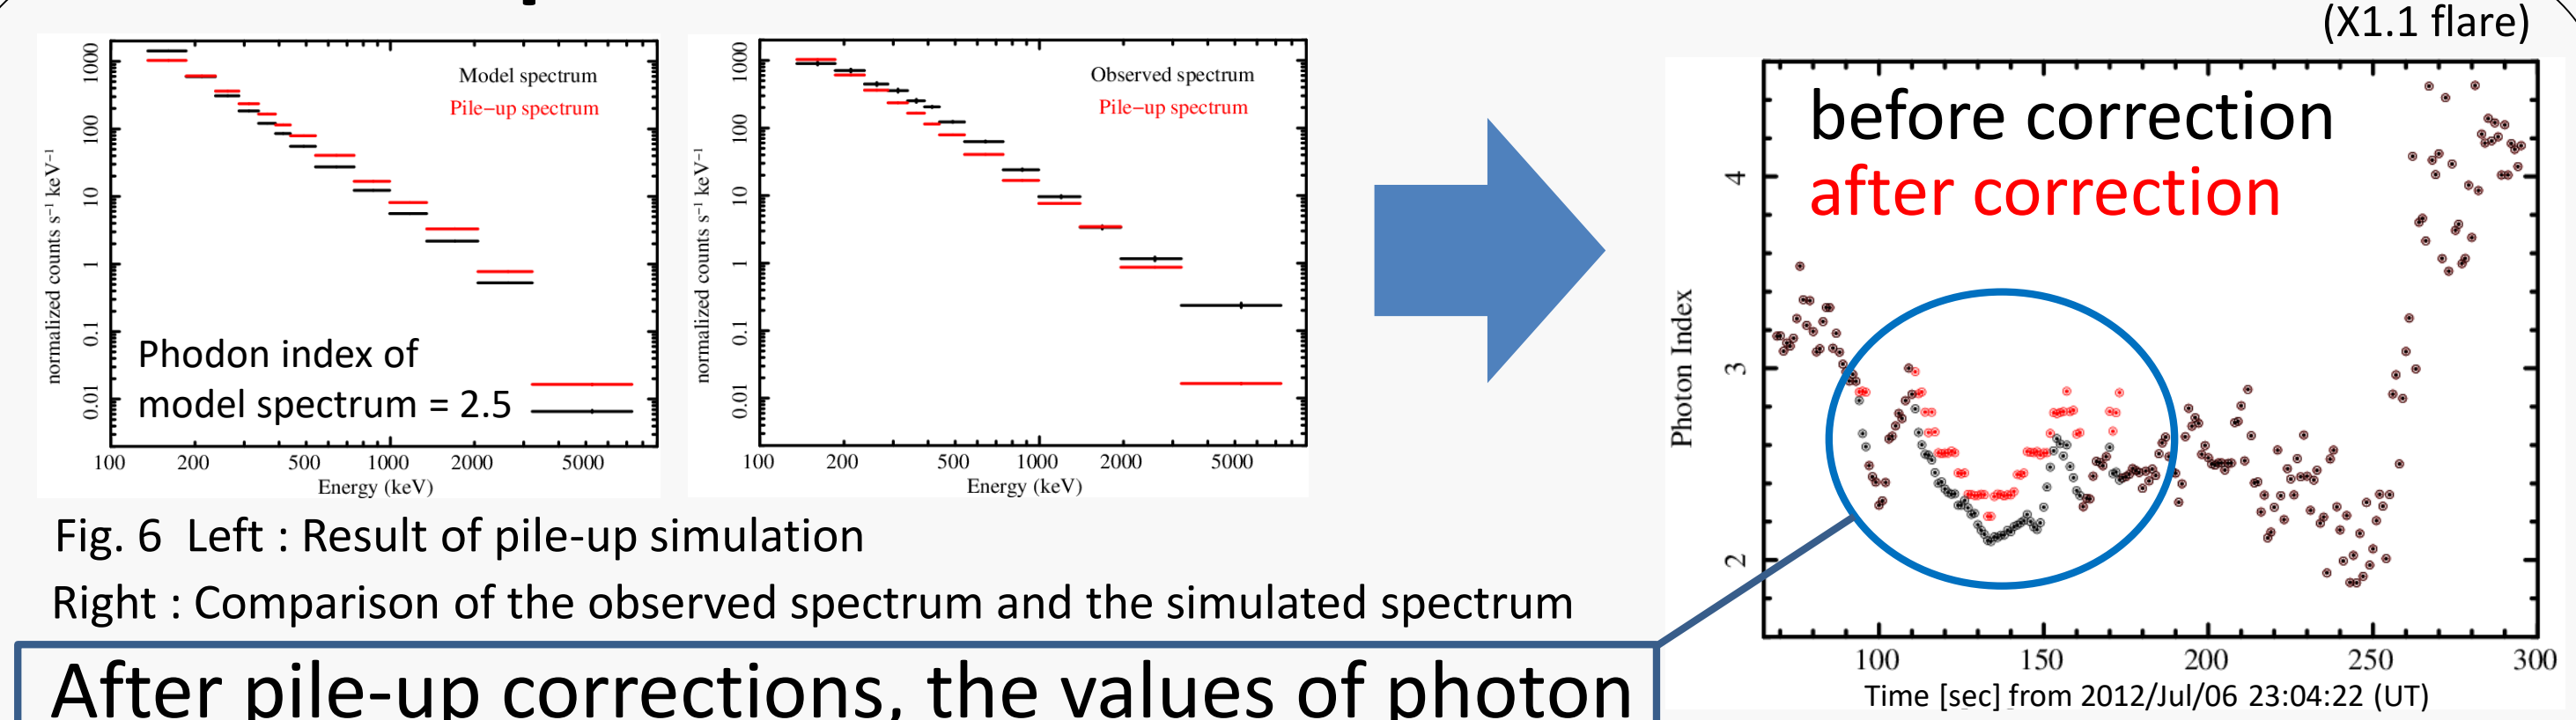 (X1.1 flare)
1000
100
10
1
0.1
0.01
normalized counts s⁻¹ keV⁻¹
Model spectrum
Pile−up spectrum
Phodon index of
model spectrum = 2.5
100 200 500 1000 2000 5000
Energy (keV)
1000
100
10
1
0.1
0.01
normalized counts s⁻¹ keV⁻¹
Observed spectrum
Pile−up spectrum
100 200 500 1000 2000 5000
Energy (keV)
before correction
after correction
4
3
2
Photon Index
100 150 200 250 300
Time [sec] from 2012/Jul/06 23:04:22 (UT)
Fig. 6 Left : Result of pile-up simulation
Right : Comparison of the observed spectrum and the simulated spectrum
After pile-up corrections, the values of photon